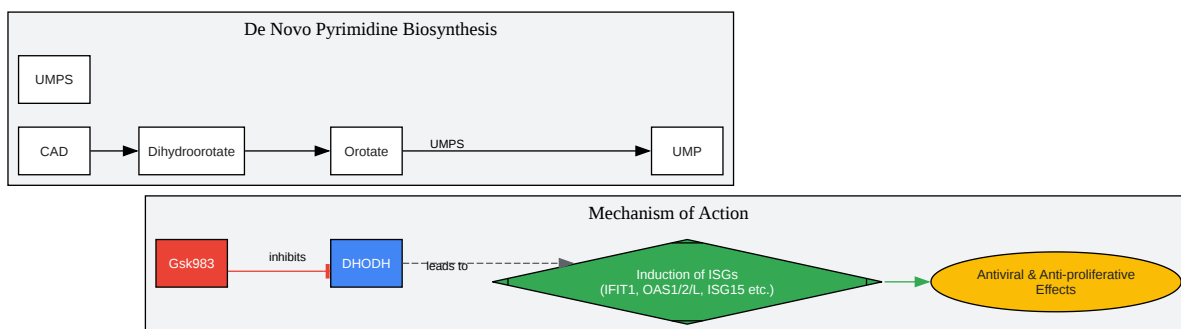 De Novo Pyrimidine Biosynthesis
UMPS
CAD
Dihydroorotate
Orotate
UMPS
UMP
Mechanism of Action
Gsk983
inhibits
DHODH
leads to
Induction of ISGs
(IFIT1, OAS1/2/L, ISG15 etc.)
Antiviral & Anti-proliferative
Effects